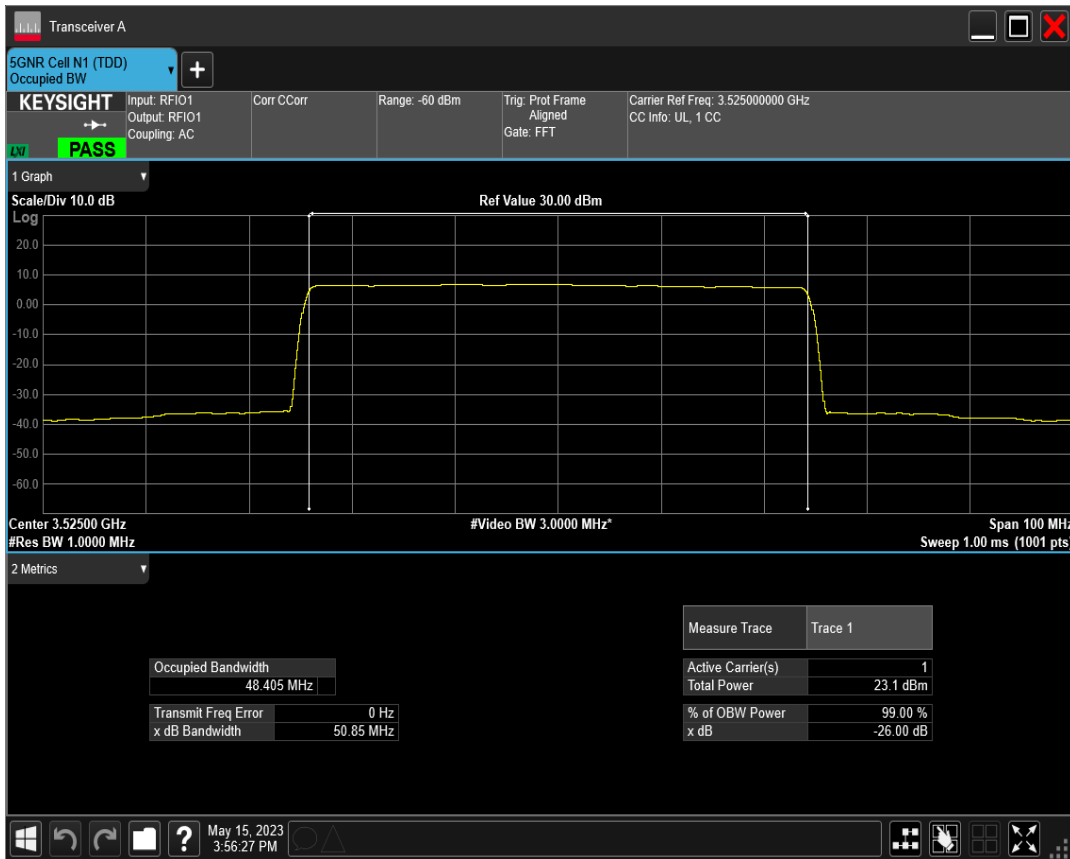 Transceiver A
5GNR Cell N1 (TDD)
Occupied BW
+
KEYSIGHT
LXI
PASS
Input: RFIO1
Output: RFIO1
Coupling: AC
Corr CCorr
Range: -60 dBm
Trig: Prot Frame
Aligned
Gate: FFT
Carrier Ref Freq: 3.525000000 GHz
CC Info: UL, 1 CC
1 Graph
Scale/Div 10.0 dB
Ref Value 30.00 dBm
Log
20.0
10.0
0.00
-10.0
-20.0
-30.0
-40.0
-50.0
-60.0
Center 3.52500 GHz
#Video BW 3.0000 MHz*
Span 100 MHz
#Res BW 1.0000 MHz
Sweep 1.00 ms (1001 pts)
2 Metrics
Measure Trace Trace 1
Occupied Bandwidth
48.405 MHz
Active Carrier(s) 1
Total Power 23.1 dBm
Transmit Freq Error 0 Hz
x dB Bandwidth 50.85 MHz
% of OBW Power 99.00 %
x dB -26.00 dB
?
May 15, 2023
3:56:27 PM